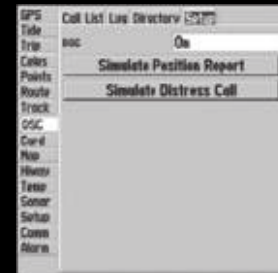 GPS
Tide
Trip
Celes
Points
Route
Track
DSC
Card
Map
Hiway
Temp
Sonar
Setup
Comm
Alarm
Call List Log Directory Setup
DSC
On
Simulate Position Report
Simulate Distress Call